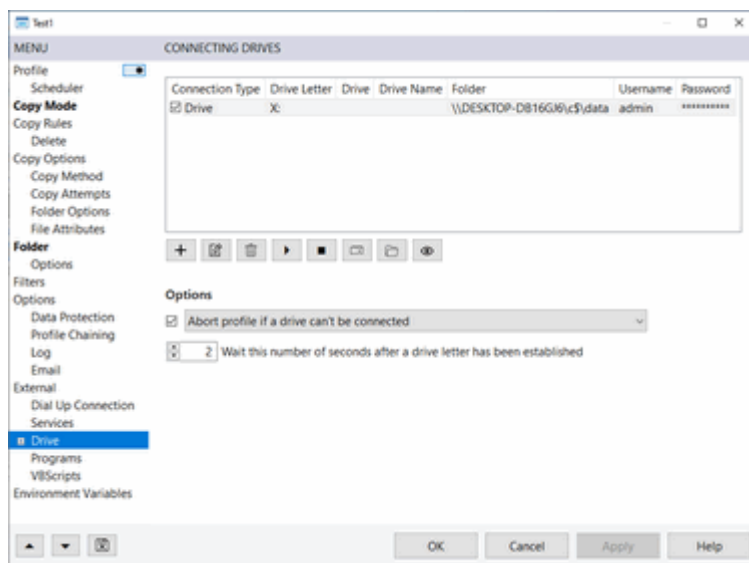 Test1
MENU
CONNECTING DRIVES
Profile
Scheduler
Copy Mode
Copy Rules
Delete
Copy Options
Copy Method
Copy Attempts
Folder Options
File Attributes
Folder
Options
Filters
Options
Data Protection
Profile Chaining
Log
Email
External
Dial Up Connection
Services
Drive
Programs
VBScripts
Environment Variables
Connection Type Drive Letter Drive Drive Name Folder Username Password
Drive X: \\DESKTOP-DB16GJ6\c$\data admin **********
Options
Abort profile if a drive can't be connected
2 Wait this number of seconds after a drive letter has been established
OK Cancel Apply Help